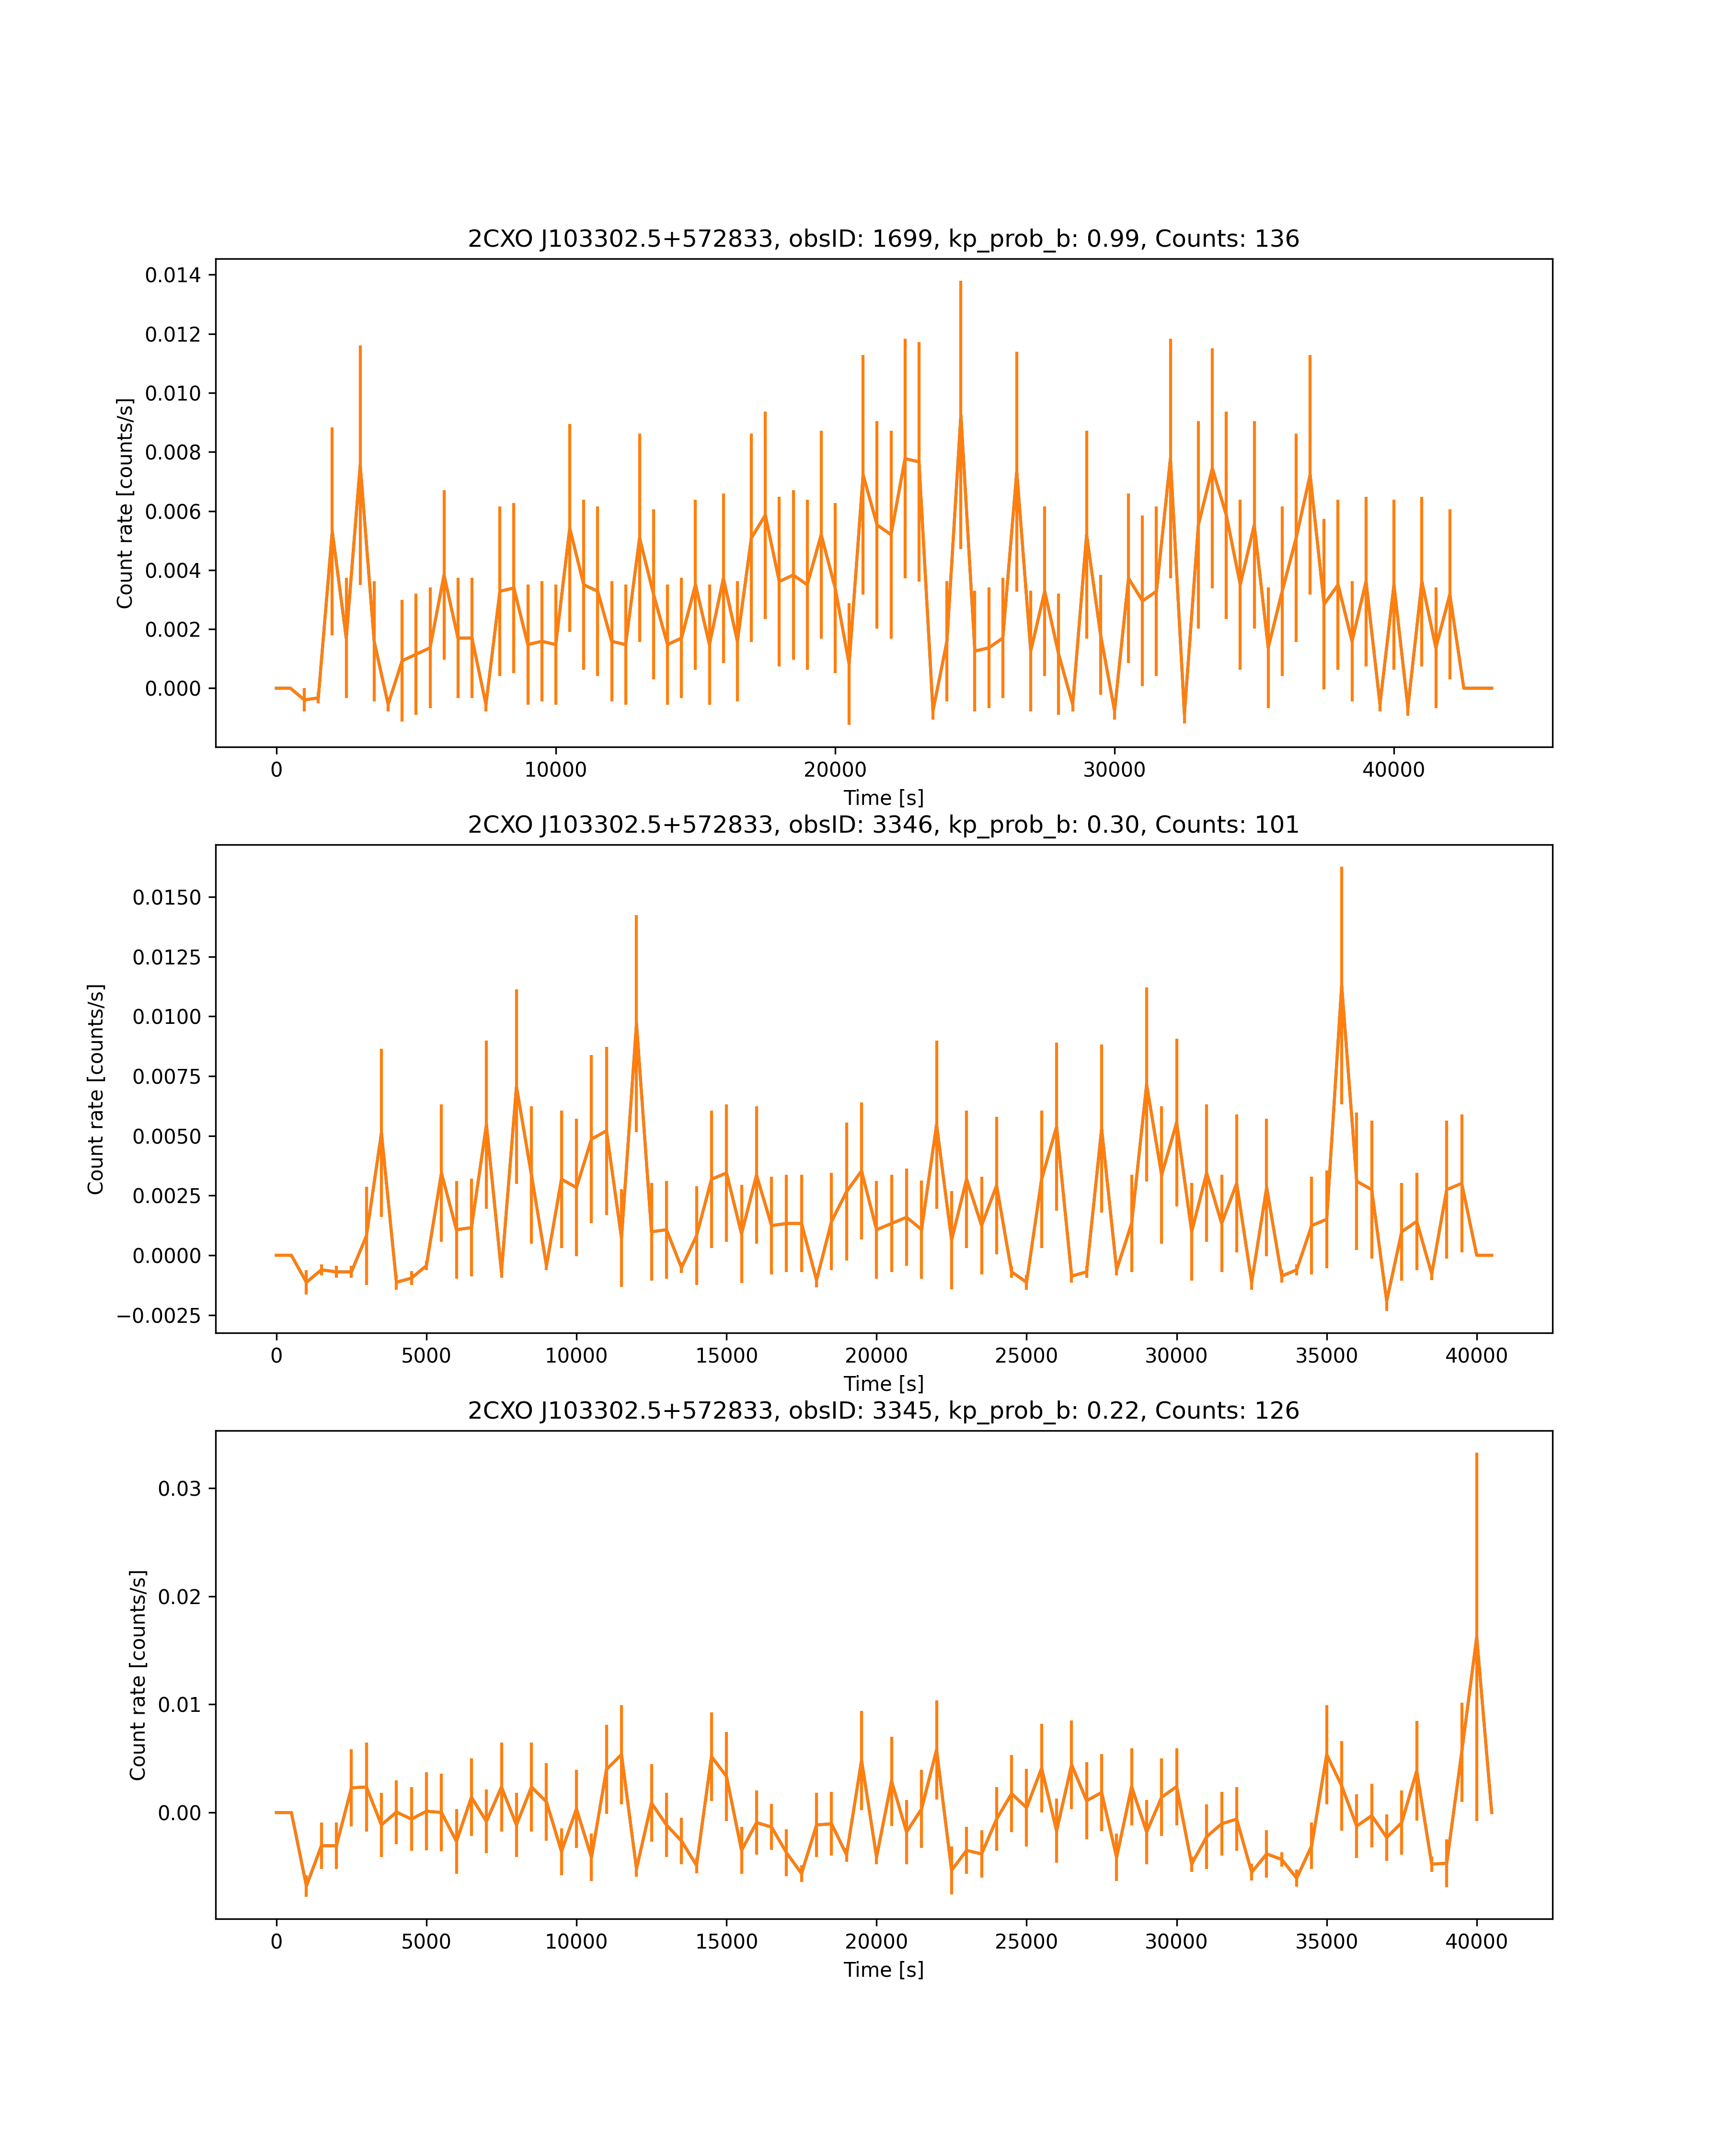 2CXO J103302.5+572833, obsID: 1699, kp_prob_b: 0.99, Counts: 136
Count rate [counts/s]
0.014
0.012
0.010
0.008
0.006
0.004
0.002
0.000
0 10000 20000 30000 40000
Time [s]
2CXO J103302.5+572833, obsID: 3346, kp_prob_b: 0.30, Counts: 101
Count rate [counts/s]
0.0150
0.0125
0.0100
0.0075
0.0050
0.0025
0.0000
−0.0025
0 5000 10000 15000 20000 25000 30000 35000 40000
Time [s]
2CXO J103302.5+572833, obsID: 3345, kp_prob_b: 0.22, Counts: 126
Count rate [counts/s]
0.03
0.02
0.01
0.00
0 5000 10000 15000 20000 25000 30000 35000 40000
Time [s]